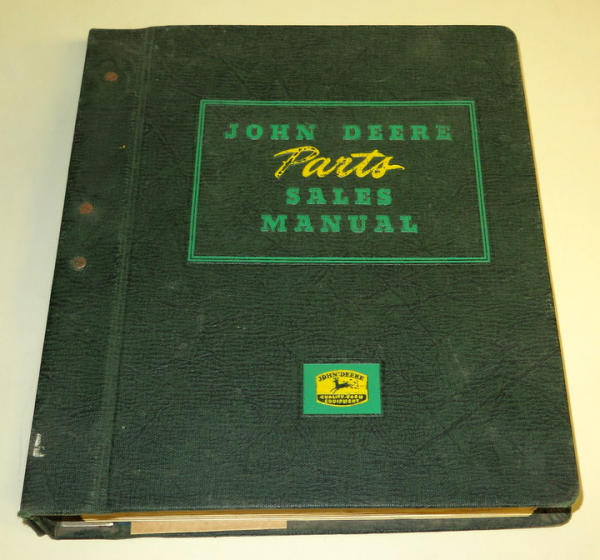 JOHN DEERE
Parts
SALES
MANUAL
JOHN DEERE
QUALITY FARM
EQUIPMENT